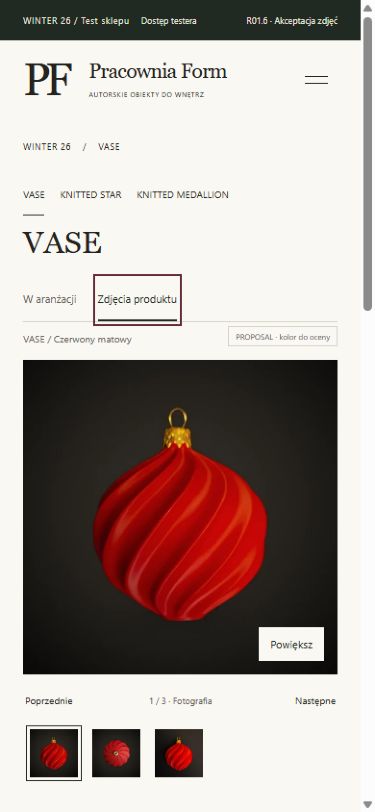 WINTER 26 / Test sklepu Dostęp testera R01.6 · Akceptacja zdjęć
PF Pracownia Form
AUTORSKIE OBIEKTY DO WNĘTRZ
WINTER 26 / VASE
VASE KNITTED STAR KNITTED MEDALLION
VASE
W aranżacji Zdjęcia produktu
VASE / Czerwony matowy PROPOSAL · kolor do oceny
Powiększ
Poprzednie 1 / 3 · Fotografia Następne